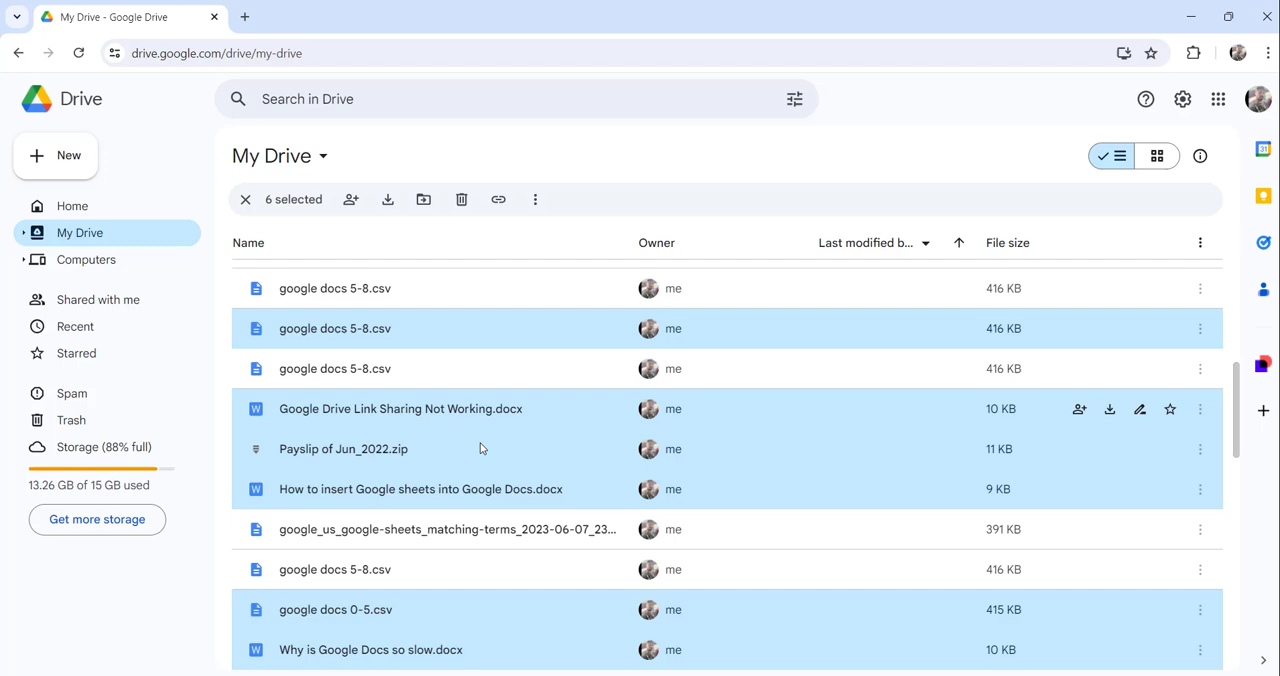 My Drive - Google Drive
drive.google.com/drive/my-drive
Drive
Search in Drive
New
My Drive
6 selected
Home
My Drive
Computers
Shared with me
Recent
Starred
Spam
Trash
Storage (88% full)
13.26 GB of 15 GB used
Get more storage
Name Owner Last modified b... File size
google docs 5-8.csv me 416 KB
google docs 5-8.csv me 416 KB
google docs 5-8.csv me 416 KB
W Google Drive Link Sharing Not Working.docx me 10 KB
Payslip of Jun_2022.zip me 11 KB
W How to insert Google sheets into Google Docs.docx me 9 KB
google_us_google-sheets_matching-terms_2023-06-07_23... me 391 KB
google docs 5-8.csv me 416 KB
google docs 0-5.csv me 415 KB
W Why is Google Docs so slow.docx me 10 KB
31